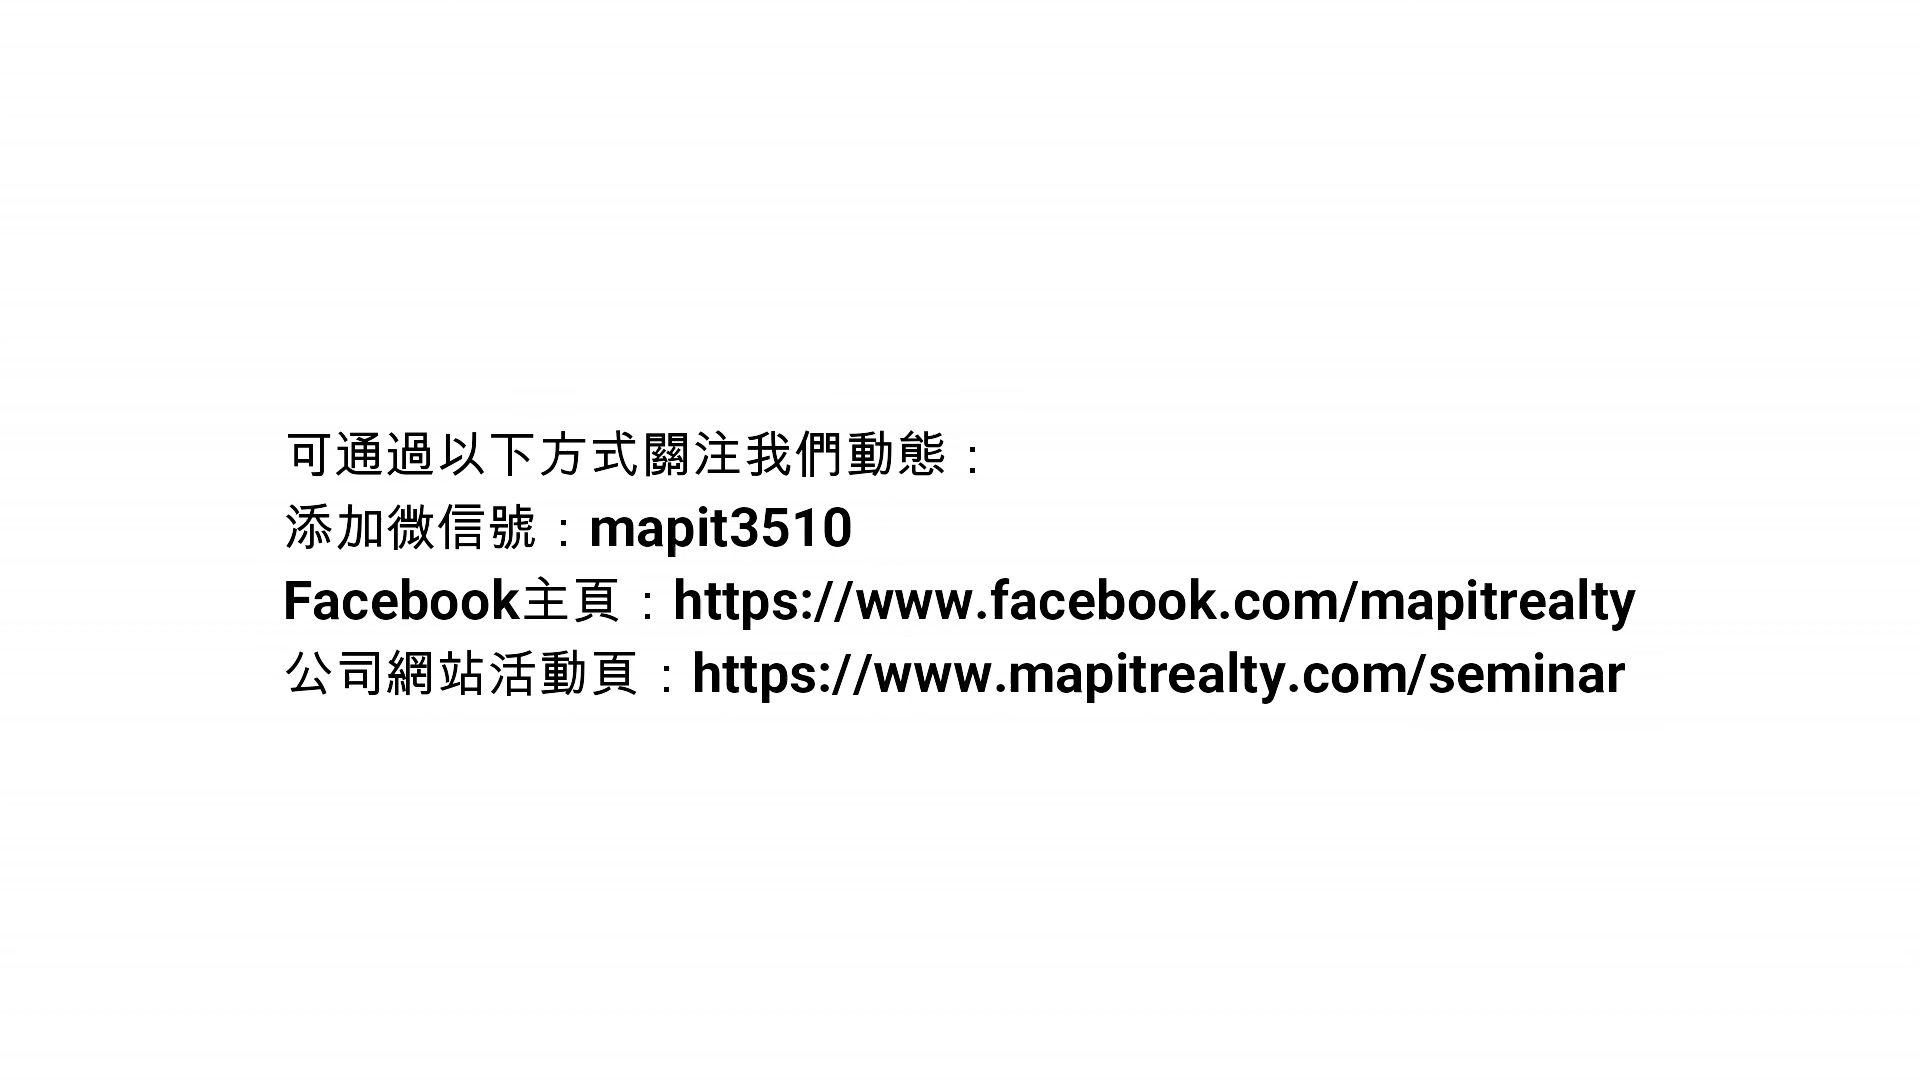 可通過以下方式關注我們動態：
添加微信號：mapit3510
Facebook主頁：https://www.facebook.com/mapitrealty
公司網站活動頁：https://www.mapitrealty.com/seminar